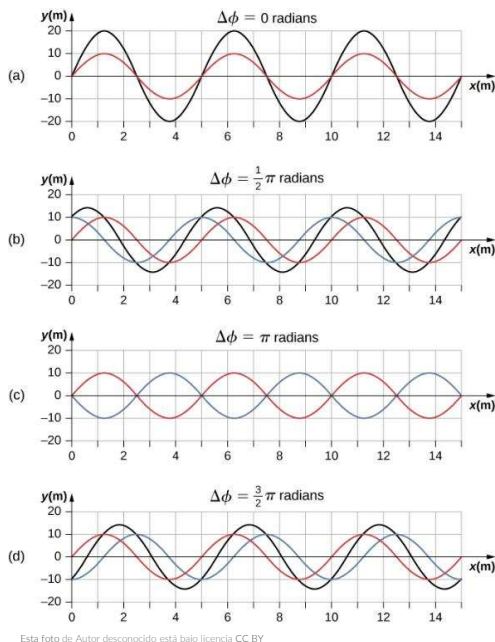 y(m)
Δϕ = 0 radians
20
10
(a)
0
x(m)
–10
–20
0 2 4 6 8 10 12 14
y(m)
Δϕ = 1/2 π radians
20
10
(b)
0
x(m)
–10
–20
0 2 4 6 8 10 12 14
y(m)
Δϕ = π radians
20
10
(c)
0
x(m)
–10
–20
0 2 4 6 8 10 12 14
y(m)
Δϕ = 3/2 π radians
20
10
(d)
0
x(m)
–10
–20
0 2 4 6 8 10 12 14
Esta foto de Autor desconocido está bajo licencia CC BY